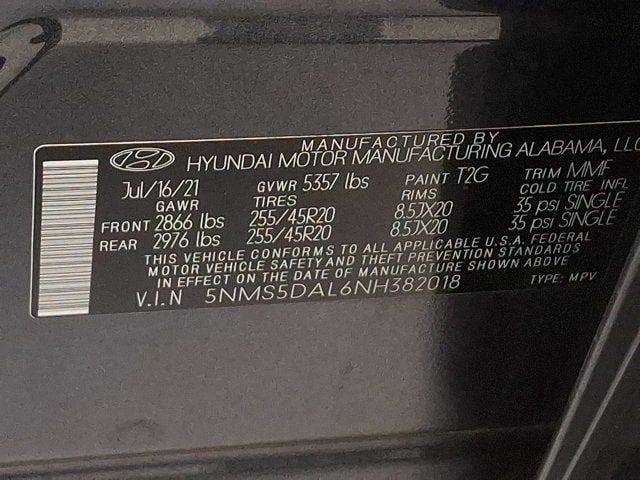 MANUFACTURED BY
HYUNDAI MOTOR MANUFACTURING ALABAMA, LLC
Jul/16/21 GVWR 5357 lbs PAINT T2G TRIM MMF
GAWR TIRES RIMS COLD TIRE INFL
FRONT 2866 lbs 255/45R20 8.5JX20 35 psi SINGLE
REAR 2976 lbs 255/45R20 8.5JX20 35 psi SINGLE
THIS VEHICLE CONFORMS TO ALL APPLICABLE U.S.A. FEDERAL
MOTOR VEHICLE SAFETY AND THEFT PREVENTION STANDARDS
IN EFFECT ON THE DATE OF MANUFACTURE SHOWN ABOVE
V.I.N 5NMS5DAL6NH382018 TYPE: MPV